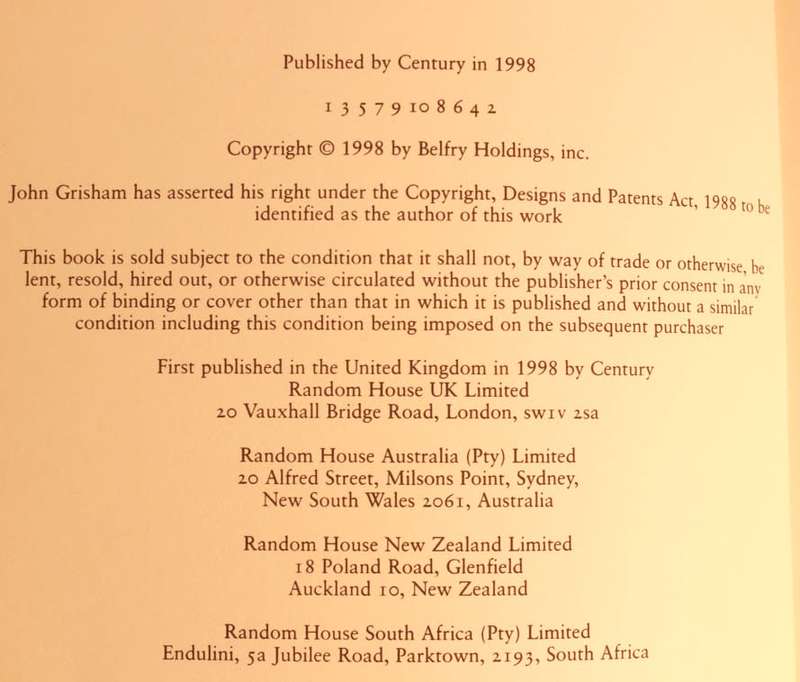 Published by Century in 1998
1 3 5 7 9 10 8 6 4 2
Copyright © 1998 by Belfry Holdings, inc.
John Grisham has asserted his right under the Copyright, Designs and Patents Act, 1988 to be
identified as the author of this work
This book is sold subject to the condition that it shall not, by way of trade or otherwise, be
lent, resold, hired out, or otherwise circulated without the publisher's prior consent in any
form of binding or cover other than that in which it is published and without a similar
condition including this condition being imposed on the subsequent purchaser
First published in the United Kingdom in 1998 by Century
Random House UK Limited
20 Vauxhall Bridge Road, London, SW1V 2SA
Random House Australia (Pty) Limited
20 Alfred Street, Milsons Point, Sydney,
New South Wales 2061, Australia
Random House New Zealand Limited
18 Poland Road, Glenfield
Auckland 10, New Zealand
Random House South Africa (Pty) Limited
Endulini, 5a Jubilee Road, Parktown, 2193, South Africa